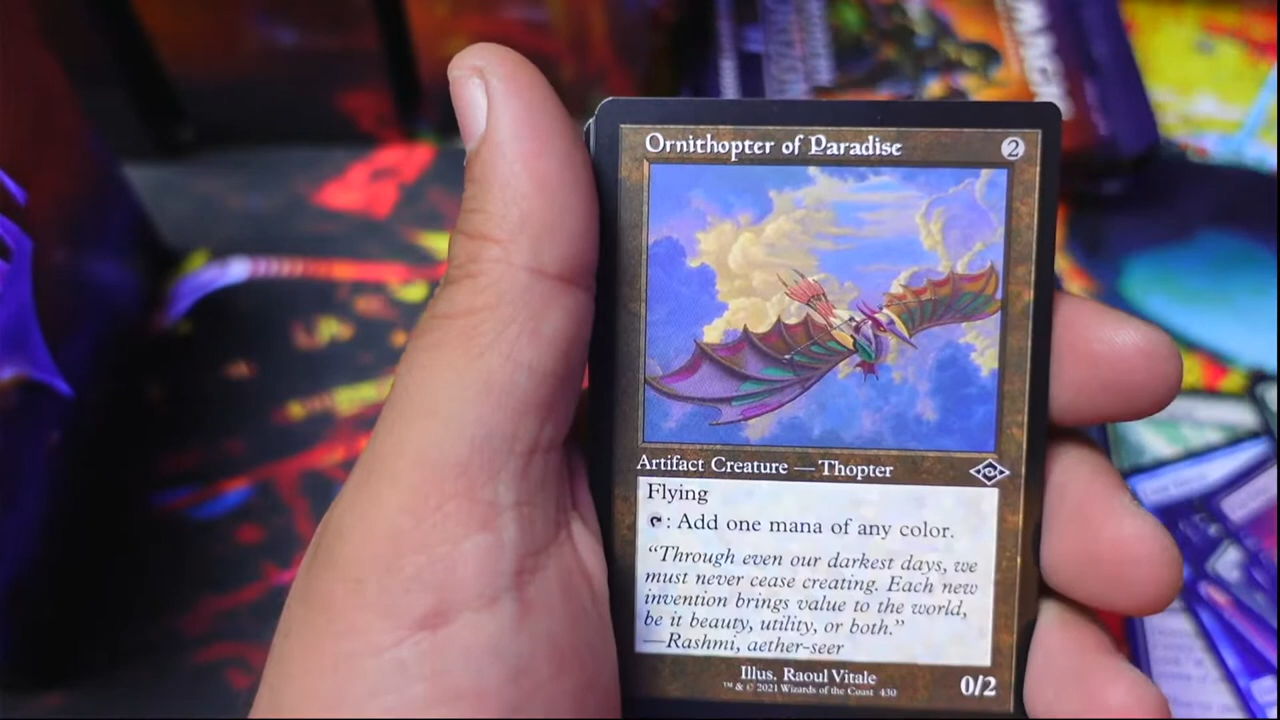 MAGIC
Ornithopter of Paradise 2
Artifact Creature — Thopter
Flying
: Add one mana of any color.
“Through even our darkest days, we
must never cease creating. Each new
invention brings value to the world,
be it beauty, utility, or both.”
—Rashmi, aether-seer
Illus. Raoul Vitale
™ & © 2021 Wizards of the Coast 430
0/2